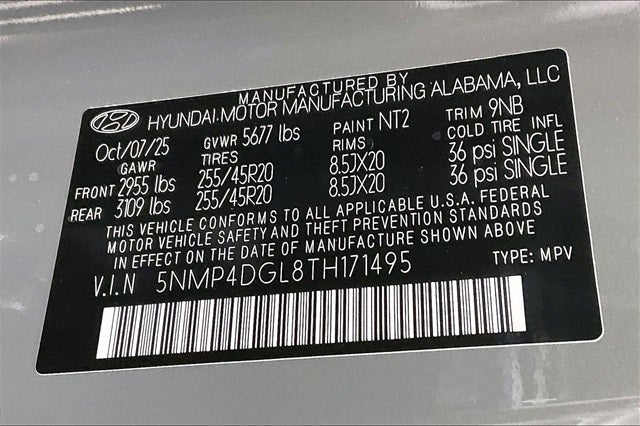 MANUFACTURED BY
HYUNDAI MOTOR MANUFACTURING ALABAMA, LLC
Oct/07/25 GVWR 5677 lbs PAINT NT2 TRIM 9NB
GAWR TIRES RIMS COLD TIRE INFL
FRONT 2955 lbs 255/45R20 8.5JX20 36 psi SINGLE
REAR 3109 lbs 255/45R20 8.5JX20 36 psi SINGLE
THIS VEHICLE CONFORMS TO ALL APPLICABLE U.S.A. FEDERAL
MOTOR VEHICLE SAFETY AND THEFT PREVENTION STANDARDS
IN EFFECT ON THE DATE OF MANUFACTURE SHOWN ABOVE
V.I.N 5NMP4DGL8TH171495 TYPE: MPV